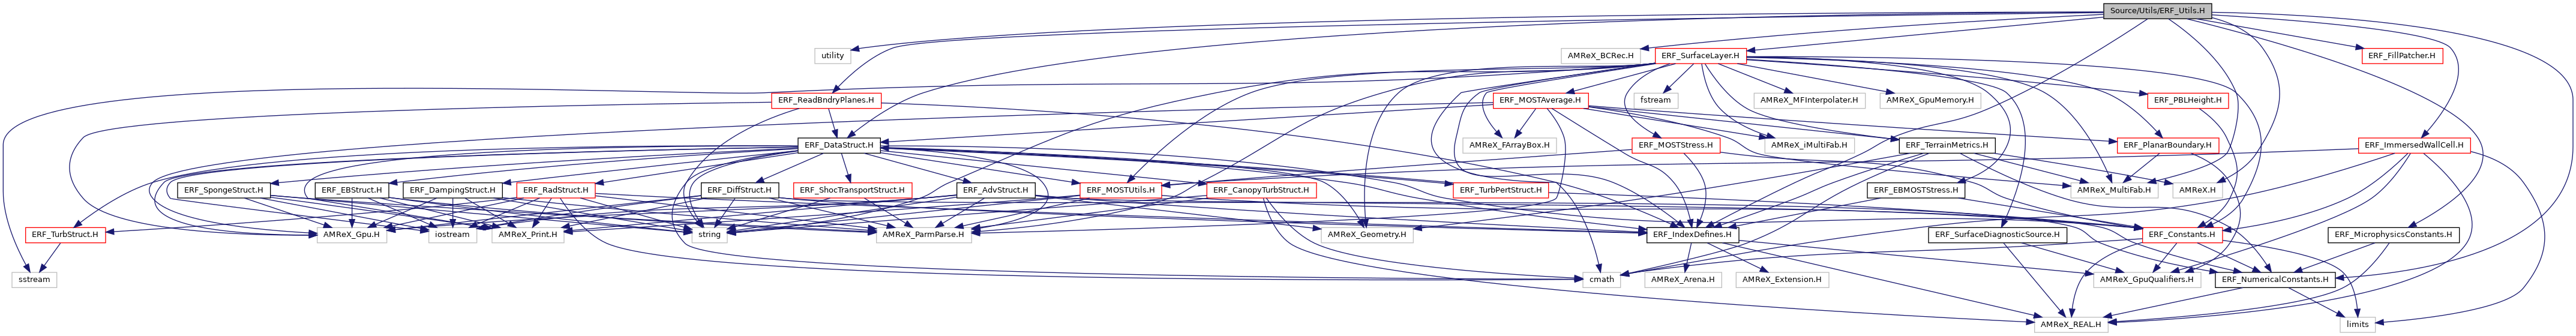 Source/Utils/ERF_Utils.H
utility
AMReX_BCRec.H
ERF_SurfaceLayer.H
ERF_FillPatcher.H
ERF_ReadBndryPlanes.H
ERF_MOSTAverage.H
fstream
AMReX_MFInterpolater.H
AMReX_GpuMemory.H
ERF_PBLHeight.H
ERF_DataStruct.H
AMReX_FArrayBox.H
ERF_MOSTStress.H
AMReX_iMultiFab.H
ERF_TerrainMetrics.H
ERF_PlanarBoundary.H
ERF_ImmersedWallCell.H
ERF_SpongeStruct.H
ERF_EBStruct.H
ERF_DampingStruct.H
ERF_RadStruct.H
ERF_DiffStruct.H
ERF_ShocTransportStruct.H
ERF_AdvStruct.H
ERF_MOSTUtils.H
ERF_CanopyTurbStruct.H
ERF_TurbPertStruct.H
ERF_EBMOSTStress.H
AMReX_MultiFab.H
AMReX.H
ERF_TurbStruct.H
AMReX_Gpu.H
iostream
AMReX_Print.H
string
AMReX_ParmParse.H
AMReX_Geometry.H
ERF_IndexDefines.H
ERF_SurfaceDiagnosticSource.H
ERF_Constants.H
ERF_MicrophysicsConstants.H
sstream
cmath
AMReX_Arena.H
AMReX_Extension.H
AMReX_GpuQualifiers.H
ERF_NumericalConstants.H
AMReX_REAL.H
limits